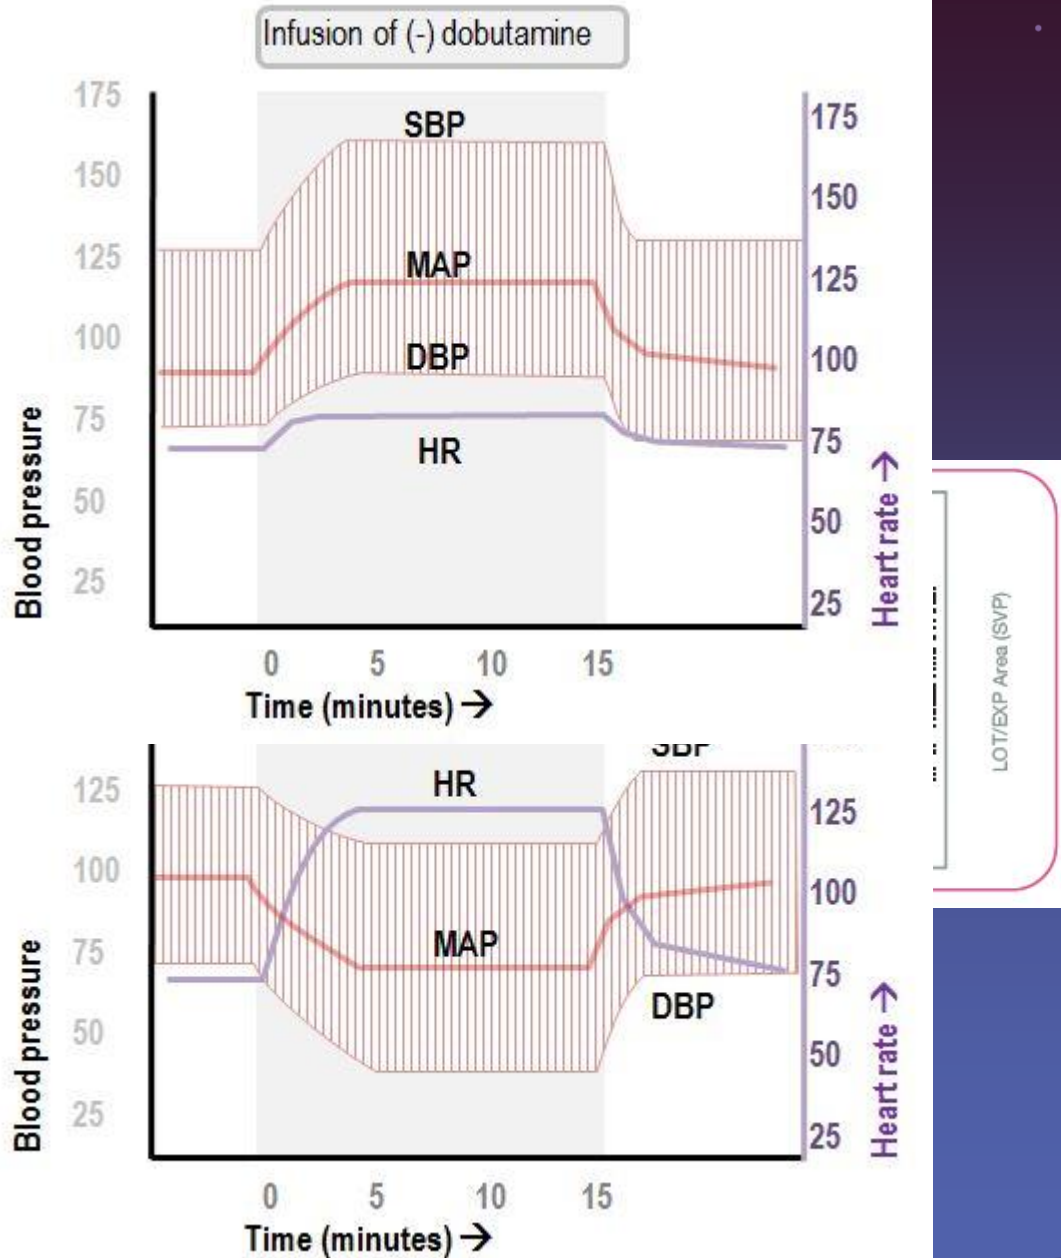 Infusion of (-) dobutamine
175
150
125
100
75
50
25
Blood pressure
SBP
MAP
DBP
HR
175
150
125
100
75
50
25
Heart rate →
0 5 10 15
Time (minutes) →
125
100
75
50
25
Blood pressure
SBP
HR
MAP
DBP
125
100
75
50
25
Heart rate →
0 5 10 15
Time (minutes) →
LOT/EXP Area (SVP)